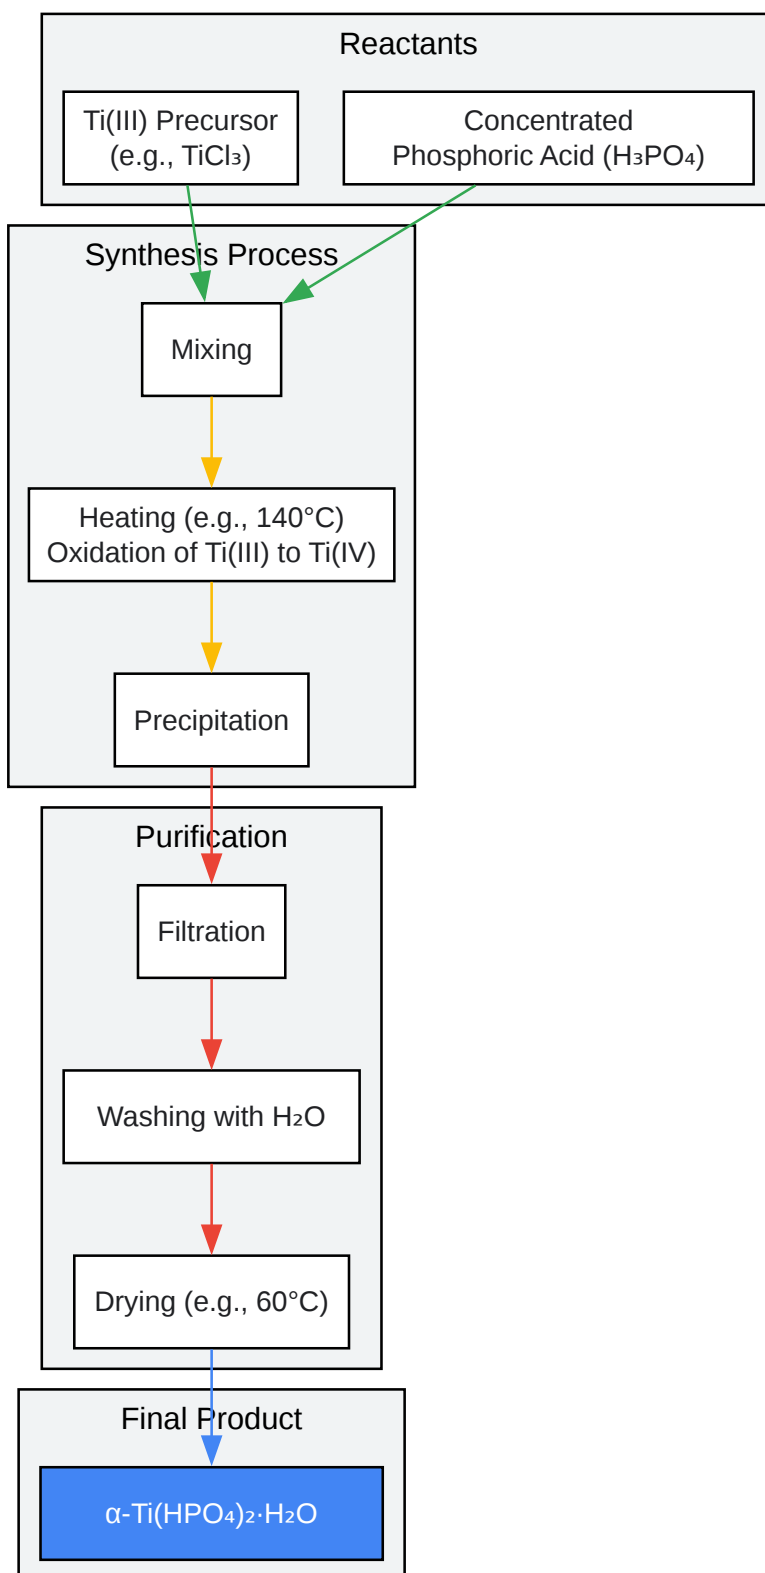 Reactants
Ti(III) Precursor
(e.g., TiCl₃)
Concentrated
Phosphoric Acid (H₃PO₄)
Synthesis Process
Mixing
Heating (e.g., 140°C)
Oxidation of Ti(III) to Ti(IV)
Precipitation
Purification
Filtration
Washing with H₂O
Drying (e.g., 60°C)
Final Product
α-Ti(HPO₄)₂·H₂O